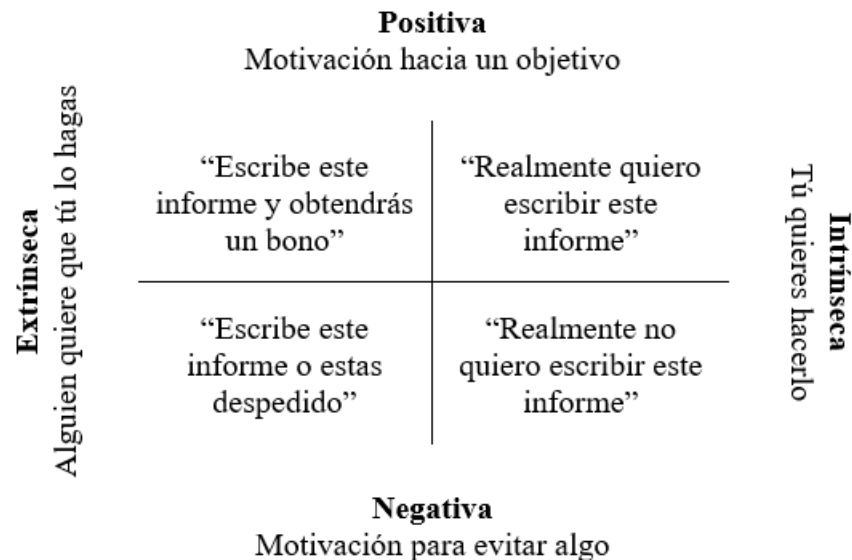 Positiva
Motivación hacia un objetivo
Extrínseca
Alguien quiere que tú lo hagas
“Escribe este
informe y obtendrás
un bono”
“Realmente quiero
escribir este
informe”
“Escribe este
informe o estas
despedido”
“Realmente no
quiero escribir este
informe”
Intrínseca
Tú quieres hacerlo
Negativa
Motivación para evitar algo